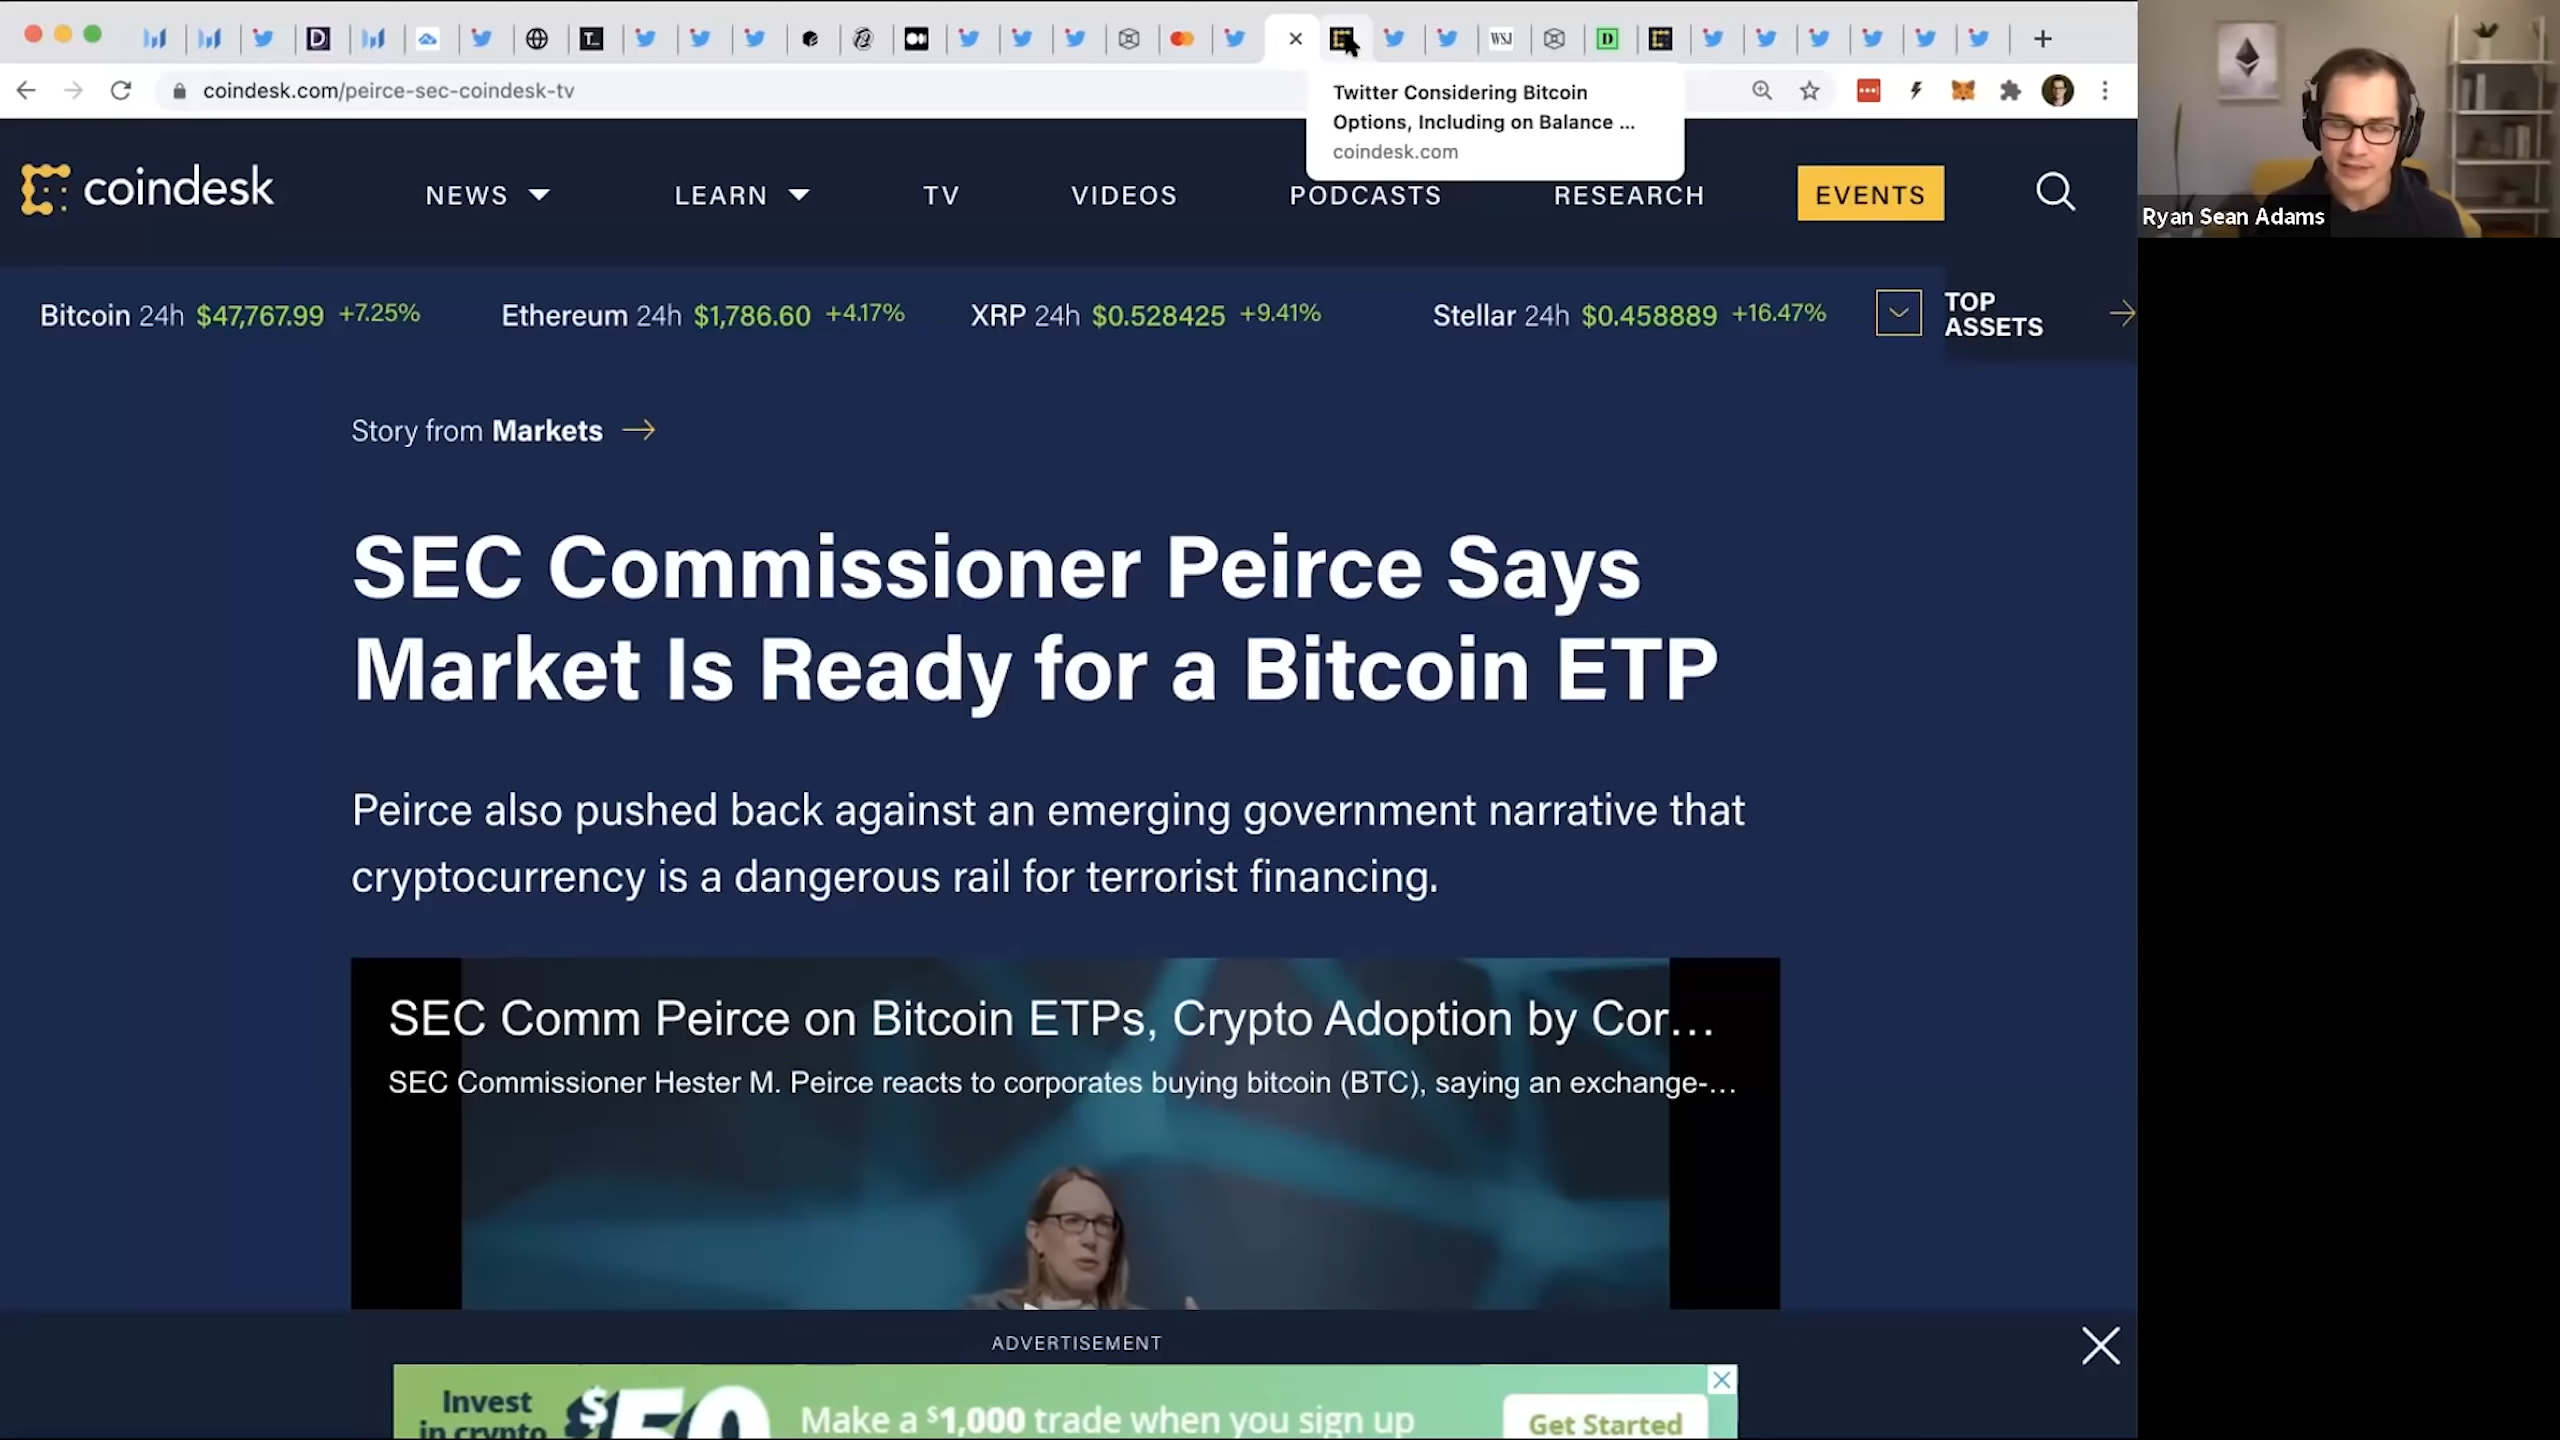 WSJ
coindesk.com/peirce-sec-coindesk-tv
Twitter Considering Bitcoin
Options, Including on Balance ...
coindesk.com
coindesk
NEWS LEARN TV VIDEOS PODCASTS RESEARCH EVENTS
Bitcoin 24h $47,767.99 +7.25% Ethereum 24h $1,786.60 +4.17% XRP 24h $0.528425 +9.41% Stellar 24h $0.458889 +16.47% TOP
ASSETS
Story from Markets
SEC Commissioner Peirce Says
Market Is Ready for a Bitcoin ETP
Peirce also pushed back against an emerging government narrative that
cryptocurrency is a dangerous rail for terrorist financing.
SEC Comm Peirce on Bitcoin ETPs, Crypto Adoption by Cor...
SEC Commissioner Hester M. Peirce reacts to corporates buying bitcoin (BTC), saying an exchange-...
ADVERTISEMENT
Invest
in crypto
$50
Make a $1,000 trade when you sign up
Get Started
Ryan Sean Adams